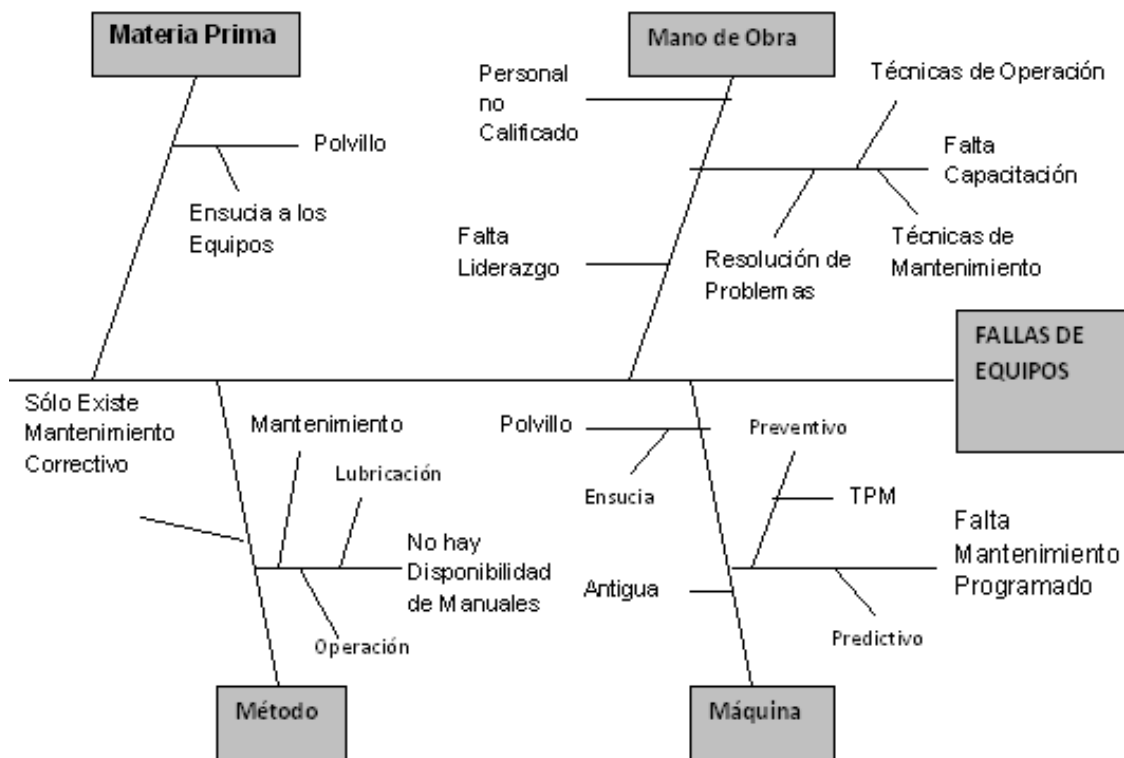 Materia Prima
Mano de Obra
Personal
no
Calificado
Técnicas de Operación
Polvillo
Falta
Capacitación
Ensucia a los
Equipos
Falta
Liderazgo
Resolución de
Problemas
Técnicas de
Mantenimiento
FALLAS DE
EQUIPOS
Sólo Existe
Mantenimiento
Correctivo
Mantenimiento
Lubricación
No hay
Disponibilidad
de Manuales
Operación
Polvillo
Ensucia
Preventivo
TPM
Antigua
Falta
Mantenimiento
Programado
Predictivo
Método
Máquina